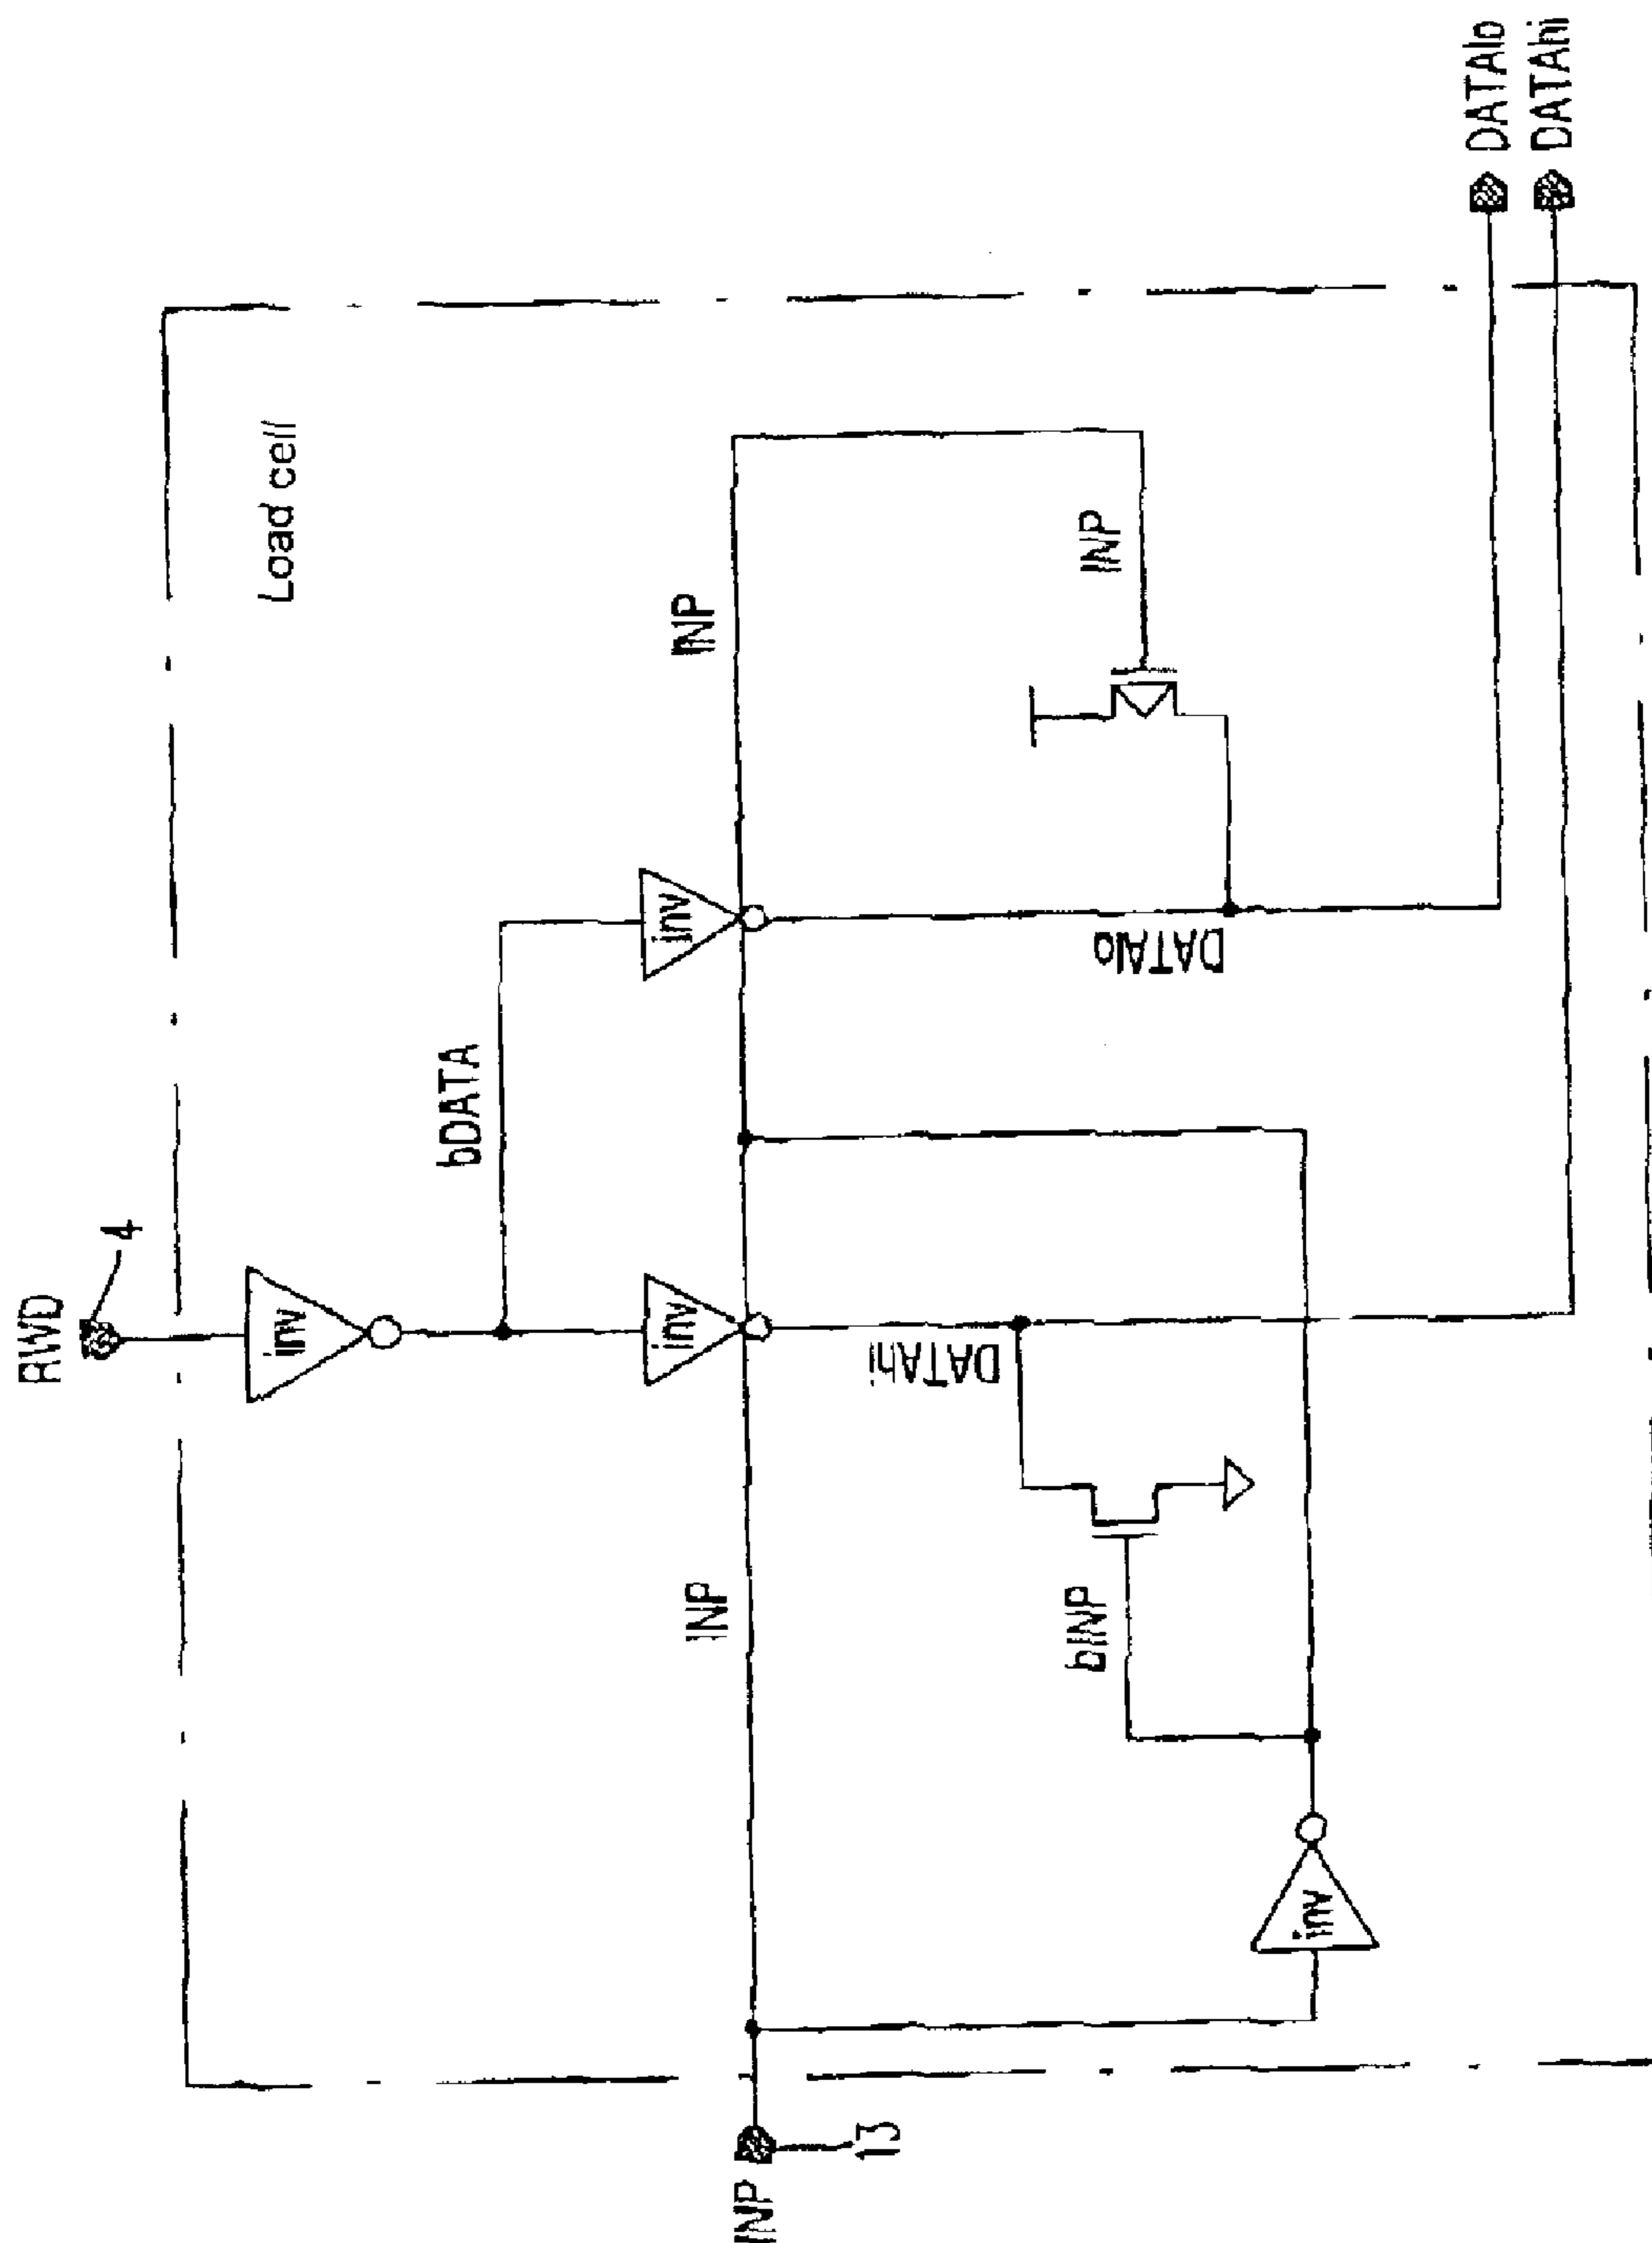 RWD
4
inv
bDATA
Load cell
inv
inv
INP
INP
INP
DATAhi
DATAlo
INP
bINP
inv
INP
13
DATAlo
DATAhi